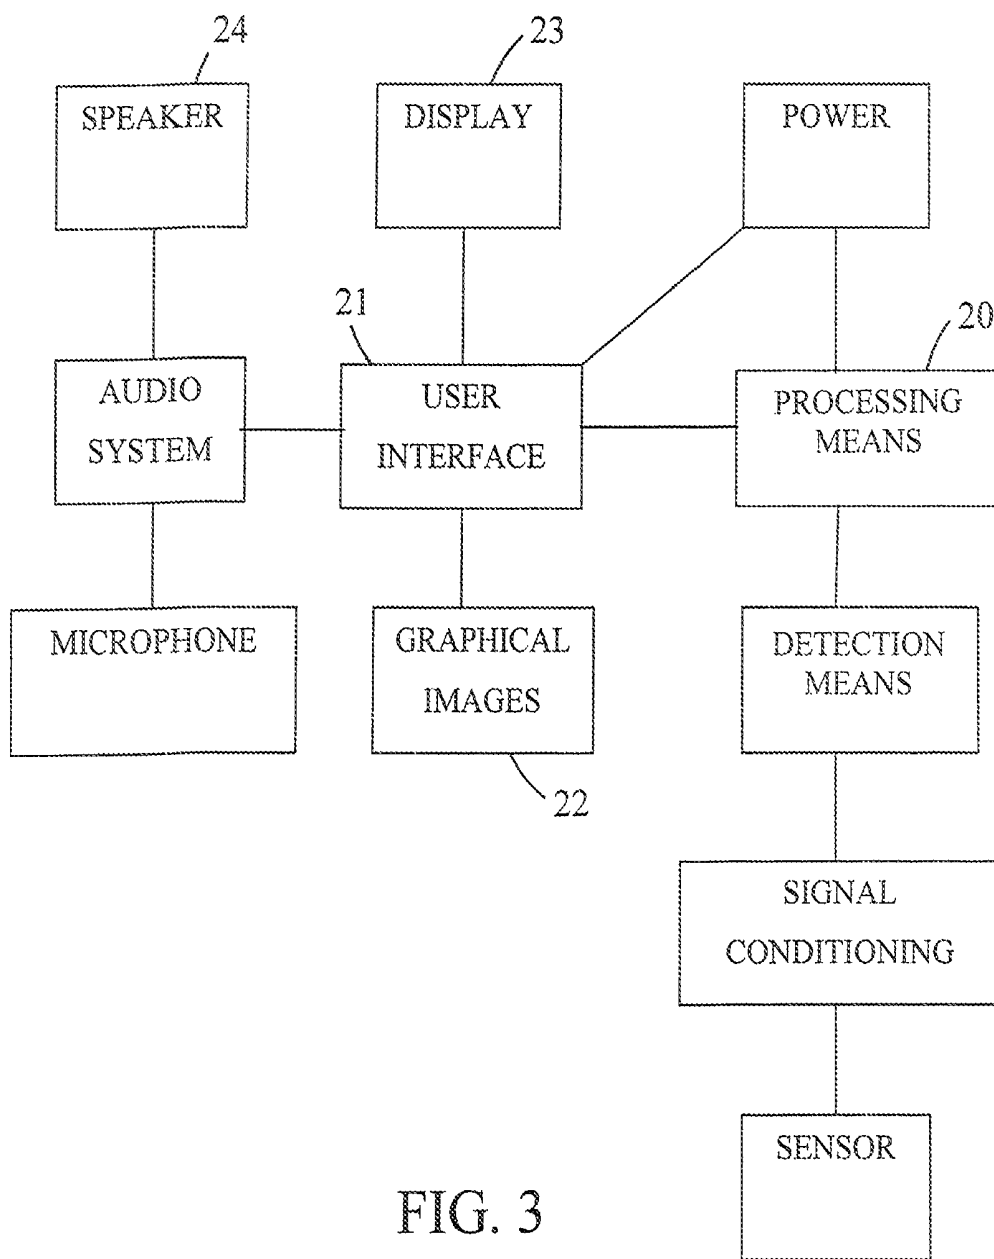 24
23
SPEAKER
DISPLAY
POWER
21
20
AUDIO
SYSTEM
USER
INTERFACE
PROCESSING
MEANS
MICROPHONE
GRAPHICAL
IMAGES
DETECTION
MEANS
22
SIGNAL
CONDITIONING
SENSOR
FIG. 3